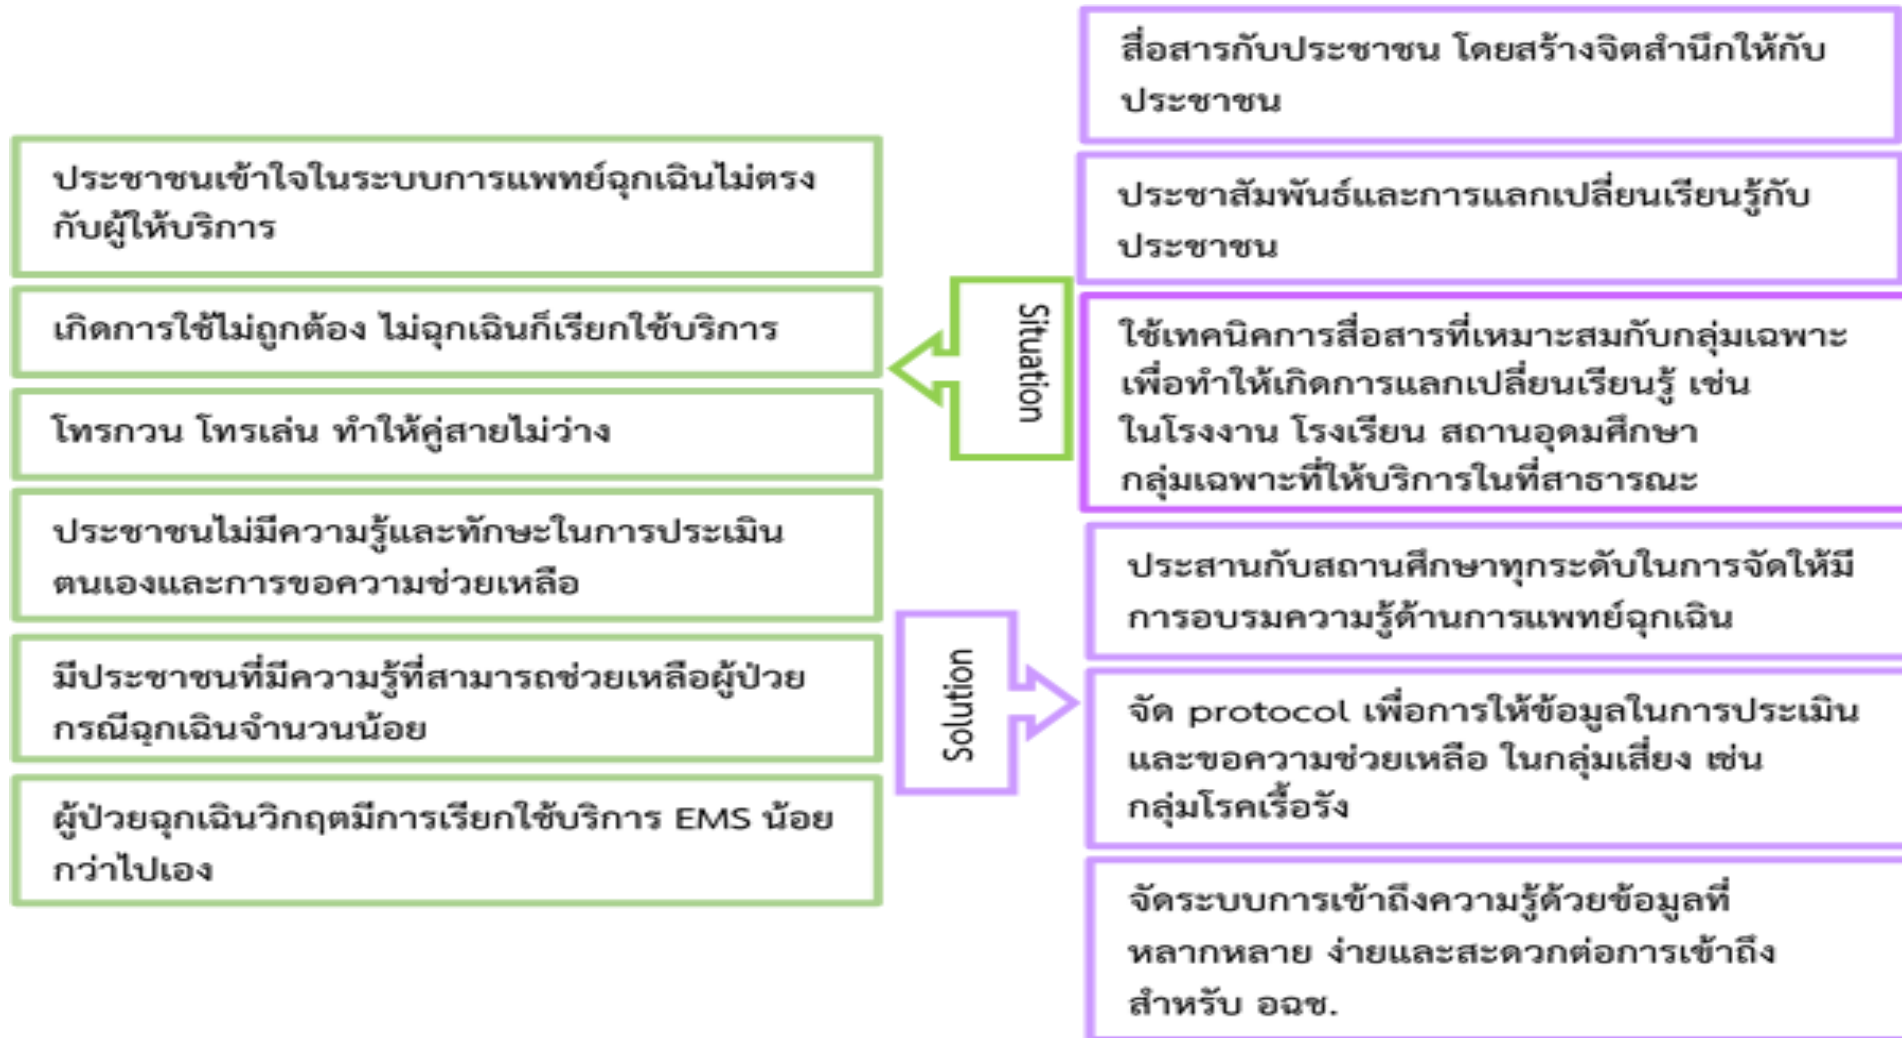 ประชาชนเข้าใจในระบบการแพทย์ฉุกเฉินไม่ตรง
กับผู้ให้บริการ
เกิดการใช้ไม่ถูกต้อง ไม่ฉุกเฉินก็เรียกใช้บริการ
โทรกวน โทรเล่น ทำให้คู่สายไม่ว่าง
ประชาชนไม่มีความรู้และทักษะในการประเมิน
ตนเองและการขอความช่วยเหลือ
มีประชาชนที่มีความรู้ที่สามารถช่วยเหลือผู้ป่วย
กรณีฉุกเฉินจำนวนน้อย
ผู้ป่วยฉุกเฉินวิกฤตมีการเรียกใช้บริการ EMS น้อย
กว่าไปเอง
Situation
Solution
สื่อสารกับประชาชน โดยสร้างจิตสำนึกให้กับ
ประชาชน
ประชาสัมพันธ์และการแลกเปลี่ยนเรียนรู้กับ
ประชาชน
ใช้เทคนิคการสื่อสารที่เหมาะสมกับกลุ่มเฉพาะ
เพื่อทำให้เกิดการแลกเปลี่ยนเรียนรู้ เช่น
ในโรงงาน โรงเรียน สถานอุดมศึกษา
กลุ่มเฉพาะที่ให้บริการในที่สาธารณะ
ประสานกับสถานศึกษาทุกระดับในการจัดให้มี
การอบรมความรู้ด้านการแพทย์ฉุกเฉิน
จัด protocol เพื่อการให้ข้อมูลในการประเมิน
และขอความช่วยเหลือ ในกลุ่มเสี่ยง เช่น
กลุ่มโรคเรื้อรัง
จัดระบบการเข้าถึงความรู้ด้วยข้อมูลที่
หลากหลาย ง่ายและสะดวกต่อการเข้าถึง
สำหรับ อฉช.